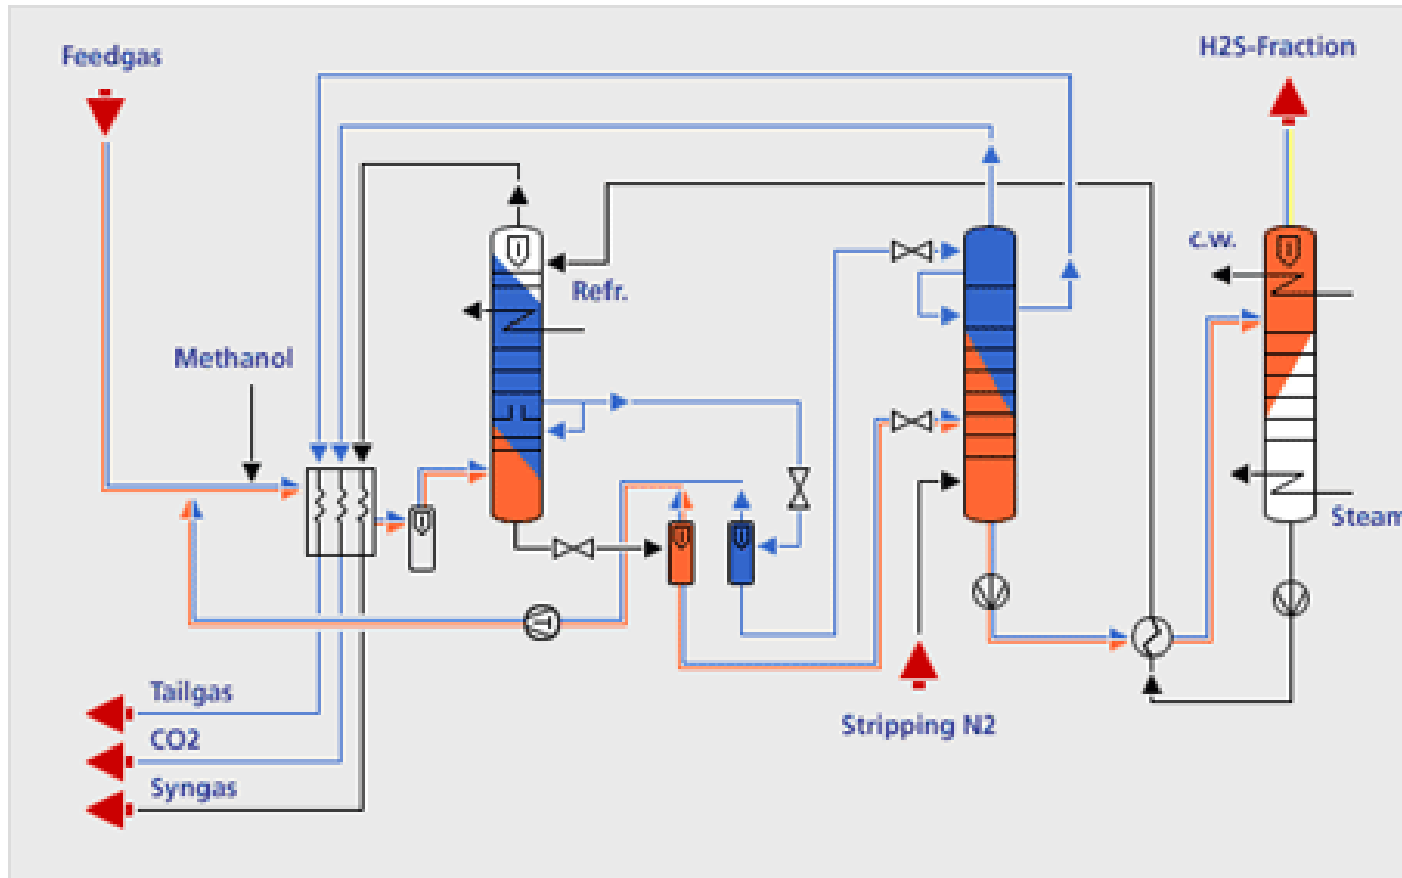 Feedgas
H2S-Fraction
c.w.
Refr.
Methanol
Steam
Tailgas
Stripping N2
CO2
Syngas